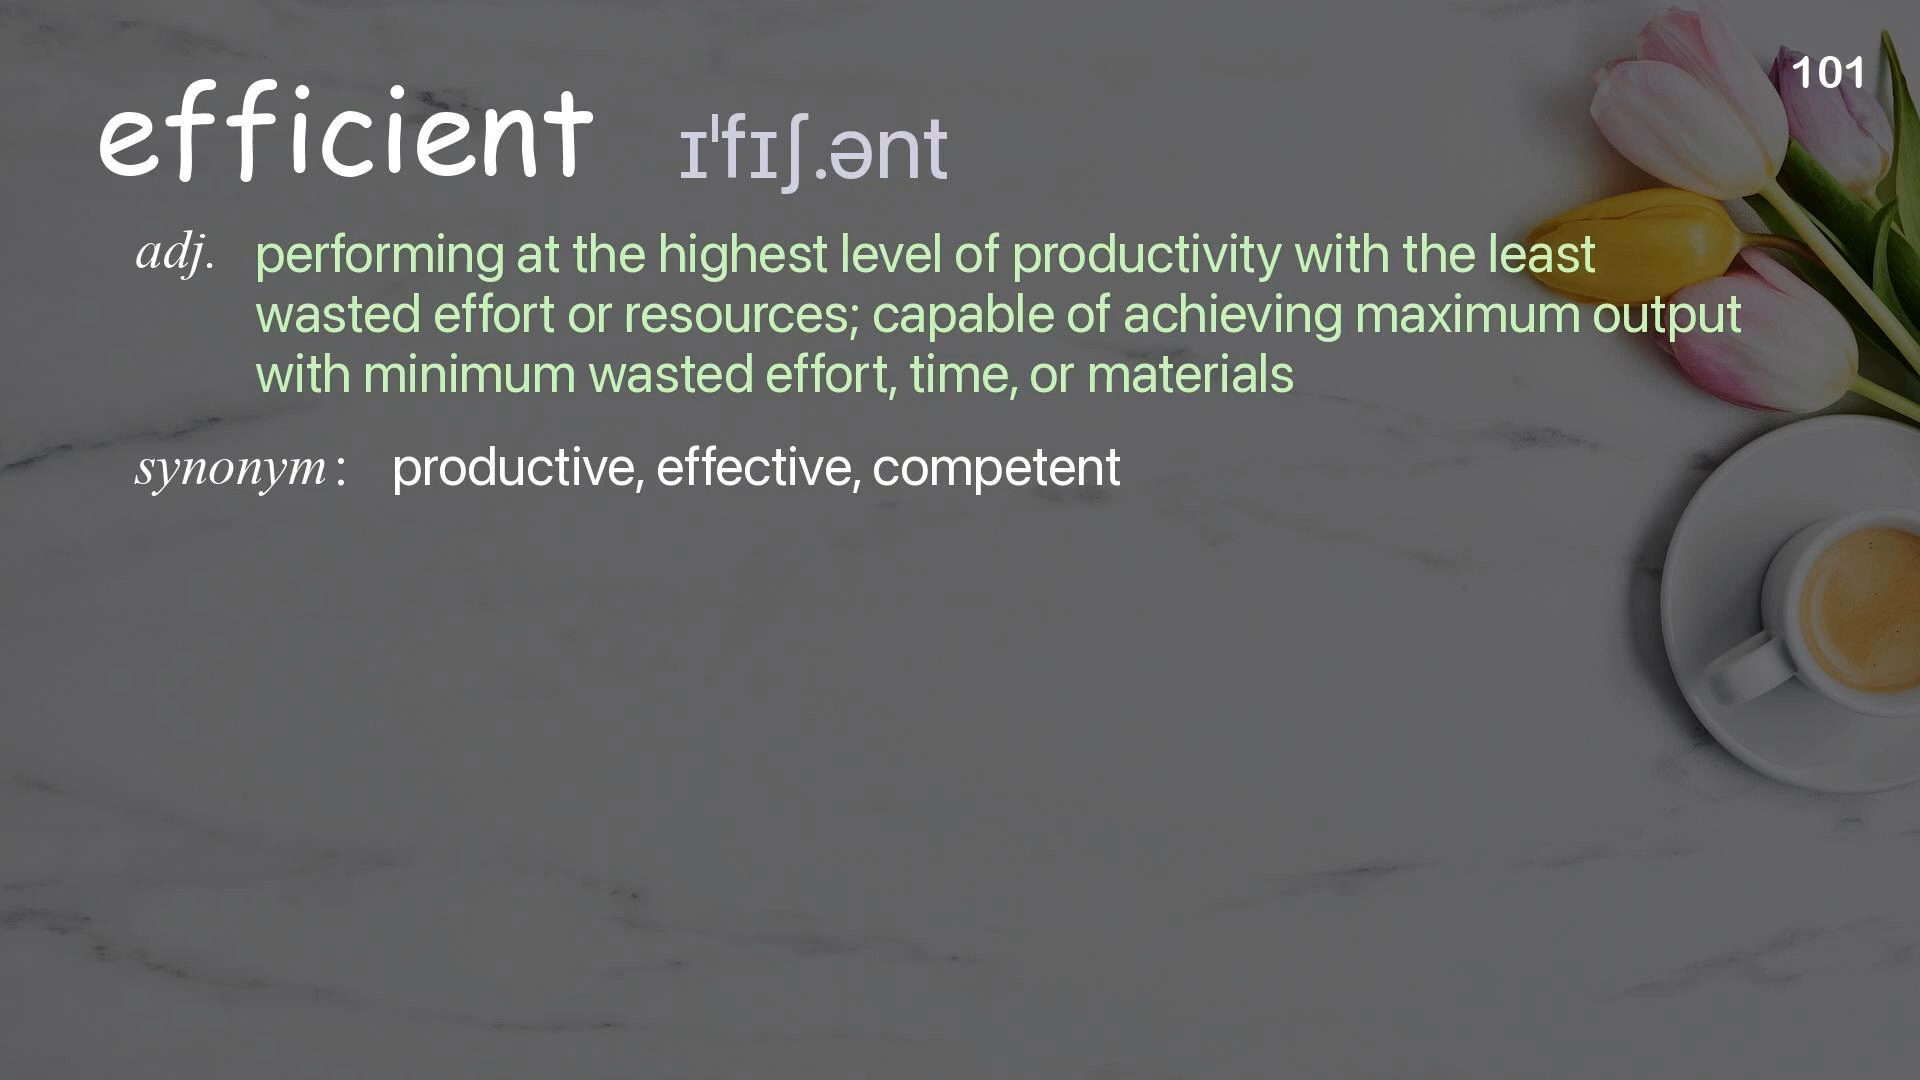 101
efficient ɪˈfɪʃ.ənt
adj. performing at the highest level of productivity with the least
wasted effort or resources; capable of achieving maximum output
with minimum wasted effort, time, or materials
synonym : productive, effective, competent